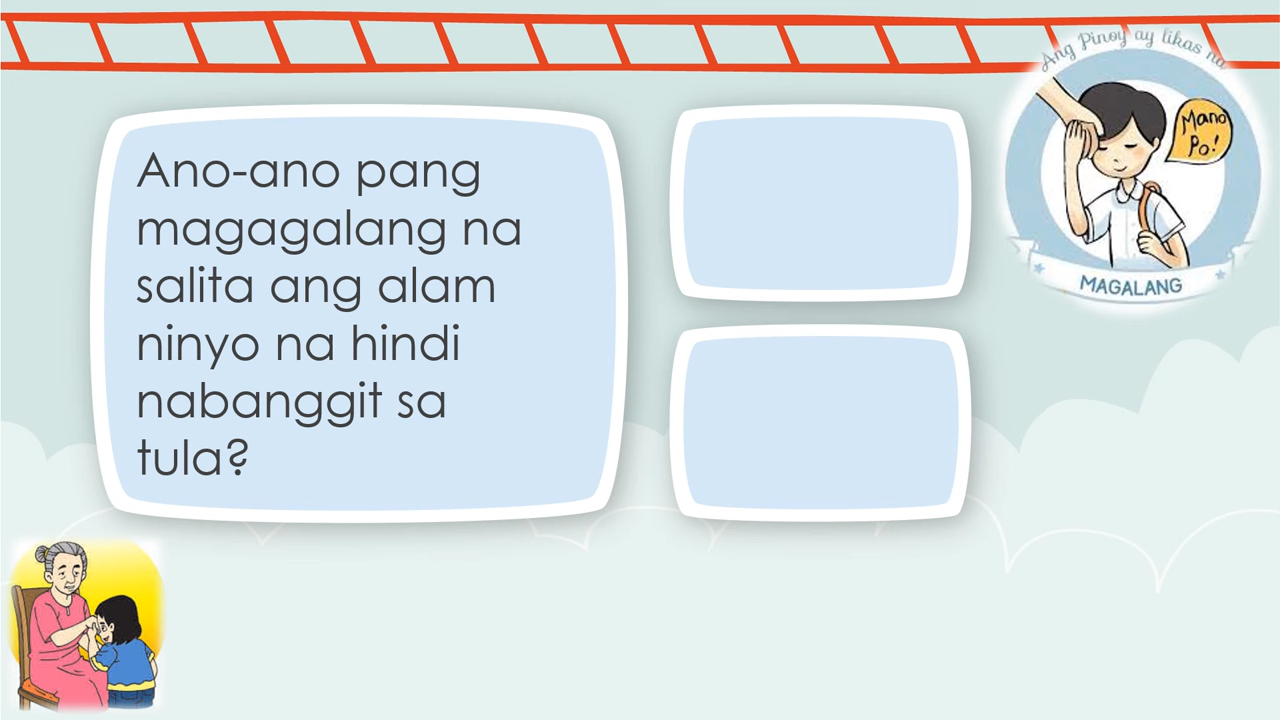 Ang Pinoy ay likas na
Mano
Po!
MAGALANG
Ano-ano pang
magagalang na
salita ang alam
ninyo na hindi
nabanggit sa
tula?